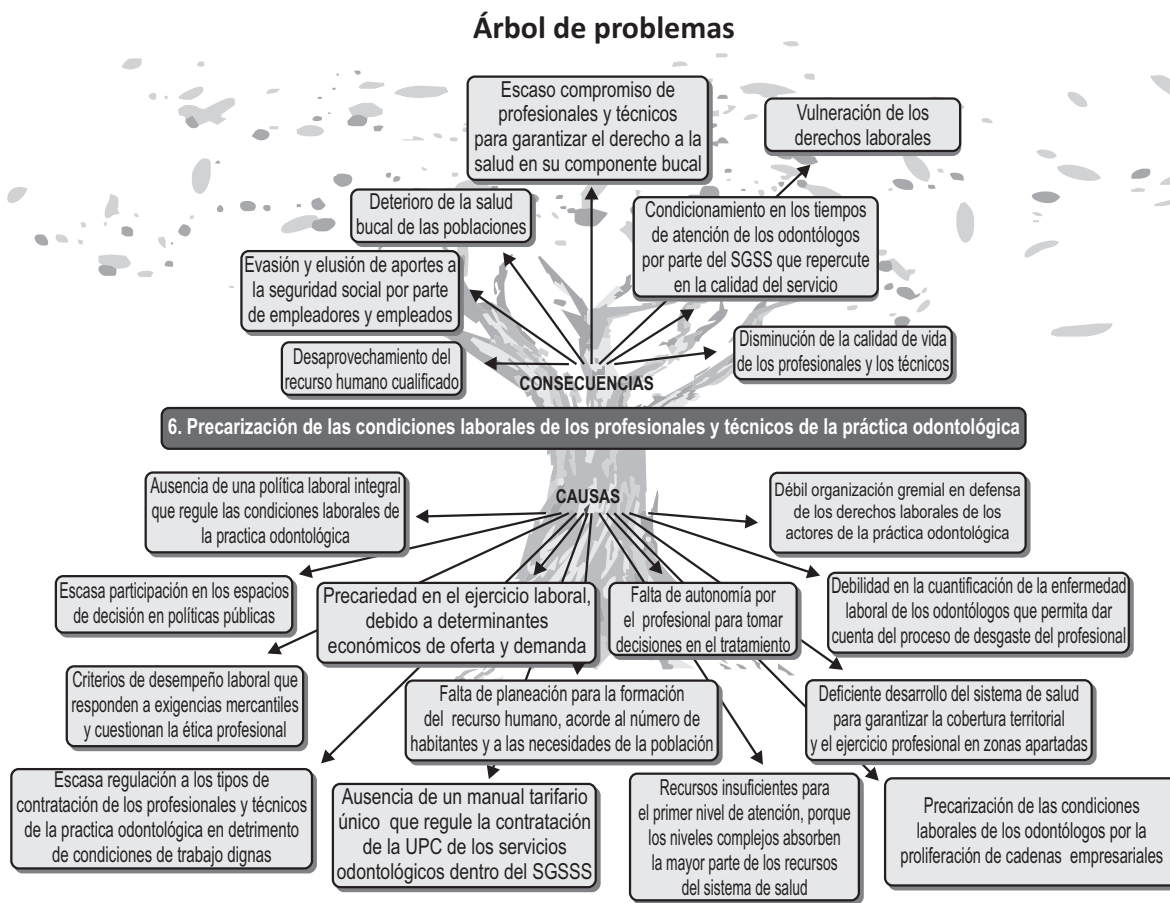 Árbol de problemas
Escaso compromiso de
profesionales y técnicos
para garantizar el derecho a la
salud en su componente bucal
Vulneración de los
derechos laborales
Deterioro de la salud
bucal de las poblaciones
Condicionamiento en los tiempos
de atención de los odontólogos
por parte del SGSS que repercute
en la calidad del servicio
Evasión y elusión de aportes a
la seguridad social por parte
de empleadores y empleados
Desaprovechamiento del
recurso humano cualificado
Disminución de la calidad de vida
de los profesionales y los técnicos
CONSECUENCIAS
6. Precarización de las condiciones laborales de los profesionales y técnicos de la práctica odontológica
CAUSAS
Ausencia de una política laboral integral
que regule las condiciones laborales de
la practica odontológica
Débil organización gremial en defensa
de los derechos laborales de los
actores de la práctica odontológica
Escasa participación en los espacios
de decisión en políticas públicas
Precariedad en el ejercicio laboral,
debido a determinantes
económicos de oferta y demanda
Falta de autonomía por
el profesional para tomar
decisiones en el tratamiento
Debilidad en la cuantificación de la enfermedad
laboral de los odontólogos que permita dar
cuenta del proceso de desgaste del profesional
Criterios de desempeño laboral que
responden a exigencias mercantiles
y cuestionan la ética profesional
Falta de planeación para la formación
del recurso humano, acorde al número de
habitantes y a las necesidades de la población
Deficiente desarrollo del sistema de salud
para garantizar la cobertura territorial
y el ejercicio profesional en zonas apartadas
Escasa regulación a los tipos de
contratación de los profesionales y técnicos
de la practica odontológica en detrimento
de condiciones de trabajo dignas
Ausencia de un manual tarifario
único que regule la contratación
de la UPC de los servicios
odontológicos dentro del SGSSS
Recursos insuficientes para
el primer nivel de atención, porque
los niveles complejos absorben
la mayor parte de los recursos
del sistema de salud
Precarización de las condiciones
laborales de los odontólogos por la
proliferación de cadenas empresariales